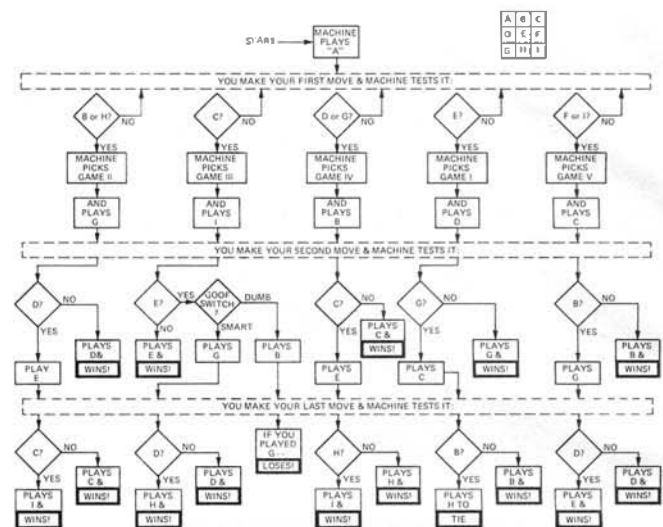 START
MACHINE
PLAYS
"A"
A B C
D E F
G H I
YOU MAKE YOUR FIRST MOVE & MACHINE TESTS IT:
B or H? NO
C? NO
D or G? NO
E? NO
F or I? NO
YES
YES
YES
YES
YES
MACHINE
PICKS
GAME II
MACHINE
PICKS
GAME III
MACHINE
PICKS
GAME IV
MACHINE
PICKS
GAME I
MACHINE
PICKS
GAME V
AND
PLAYS
G
AND
PLAYS
I
AND
PLAYS
B
AND
PLAYS
D
AND
PLAYS
C
YOU MAKE YOUR SECOND MOVE & MACHINE TESTS IT:
D? NO
YES
PLAYS
D &
WINS!
PLAY
E
E? YES
NO
PLAYS
E &
WINS!
GOOF
SWITCH
?
DUMB
SMART
PLAYS
G
PLAYS
B
C? NO
YES
PLAYS
C &
WINS!
PLAYS
E
G? NO
YES
PLAYS
G &
WINS!
PLAYS
C
B? NO
YES
PLAYS
B &
WINS!
PLAYS
G
YOU MAKE YOUR LAST MOVE & MACHINE TESTS IT:
C? NO
YES
PLAYS
C &
WINS!
PLAYS
I &
WINS!
D? NO
YES
PLAYS
D &
WINS!
PLAYS
H &
WINS!
IF YOU
PLAYED
G - -
LOSES!
H? NO
YES
PLAYS
H &
WINS!
PLAYS
I &
WINS!
B? NO
YES
PLAYS
B &
WINS!
PLAYS
H TO
TIE
D? NO
YES
PLAYS
D &
WINS!
PLAYS
E &
WINS!